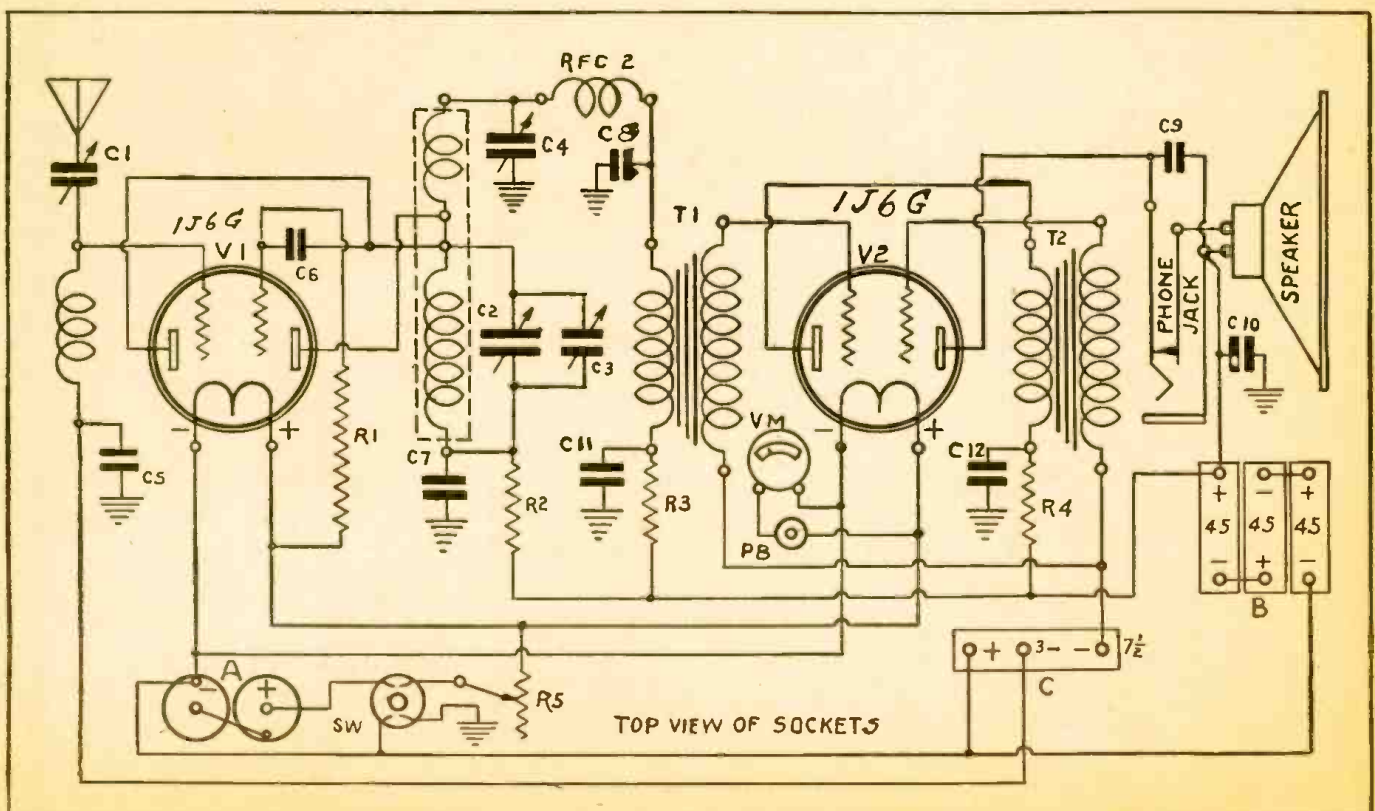 RFC 2
C1
C4
C8
C9
1J6G
V1
C6
T1
1J6G
V2
T2
PHONE JACK
SPEAKER
C2
C3
C10
VM
- +
R1
- +
C5
C7
C11
C12
R2
R3
PB
R4
+ - +
45 45 45
- + -
B
A
- +
SW
R5
+ 3- - 7½
C
TOP VIEW OF SOCKETS